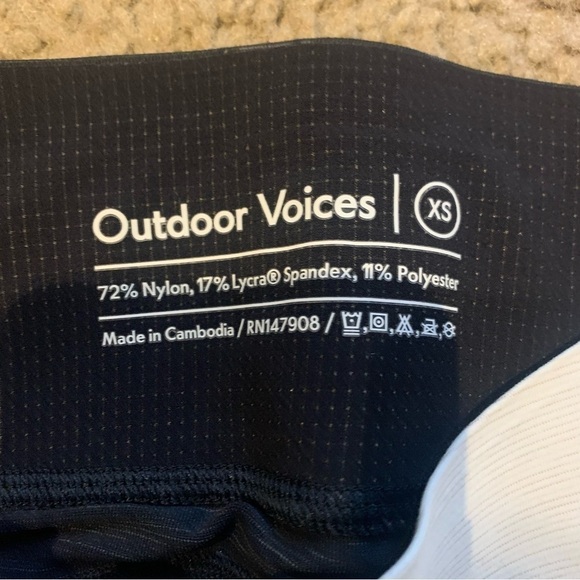 Outdoor Voices | XS
72% Nylon, 17% Lycra® Spandex, 11% Polyester
Made in Cambodia / RN147908 /